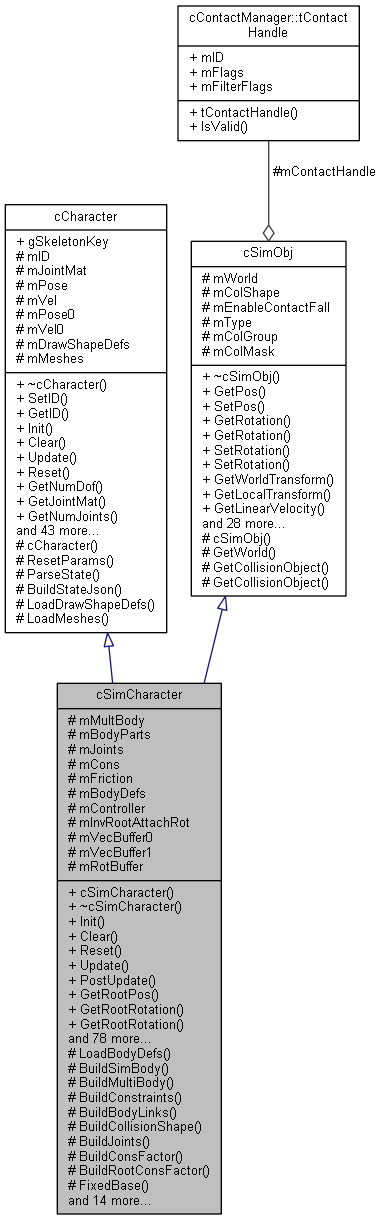 cContactManager::tContact
Handle
+ mID
+ mFlags
+ mFilterFlags
+ tContactHandle()
+ IsValid()
#mContactHandle
cCharacter
+ gSkeletonKey
# mID
# mJointMat
# mPose
# mVel
# mPose0
# mVel0
# mDrawShapeDefs
# mMeshes
+ ~cCharacter()
+ SetID()
+ GetID()
+ Init()
+ Clear()
+ Update()
+ Reset()
+ GetNumDof()
+ GetJointMat()
+ GetNumJoints()
and 43 more...
# cCharacter()
# ResetParams()
# ParseState()
# BuildStateJson()
# LoadDrawShapeDefs()
# LoadMeshes()
cSimObj
# mWorld
# mColShape
# mEnableContactFall
# mType
# mColGroup
# mColMask
+ ~cSimObj()
+ GetPos()
+ SetPos()
+ GetRotation()
+ GetRotation()
+ SetRotation()
+ SetRotation()
+ GetWorldTransform()
+ GetLocalTransform()
+ GetLinearVelocity()
and 28 more...
# cSimObj()
# GetWorld()
# GetCollisionObject()
# GetCollisionObject()
cSimCharacter
# mMultBody
# mBodyParts
# mJoints
# mCons
# mFriction
# mBodyDefs
# mController
# mInvRootAttachRot
# mVecBuffer0
# mVecBuffer1
# mRotBuffer
+ cSimCharacter()
+ ~cSimCharacter()
+ Init()
+ Clear()
+ Reset()
+ Update()
+ PostUpdate()
+ GetRootPos()
+ GetRootRotation()
+ GetRootRotation()
and 78 more...
# LoadBodyDefs()
# BuildSimBody()
# BuildMultiBody()
# BuildConstraints()
# BuildBodyLinks()
# BuildCollisionShape()
# BuildJoints()
# BuildConsFactor()
# BuildRootConsFactor()
# FixedBase()
and 14 more...